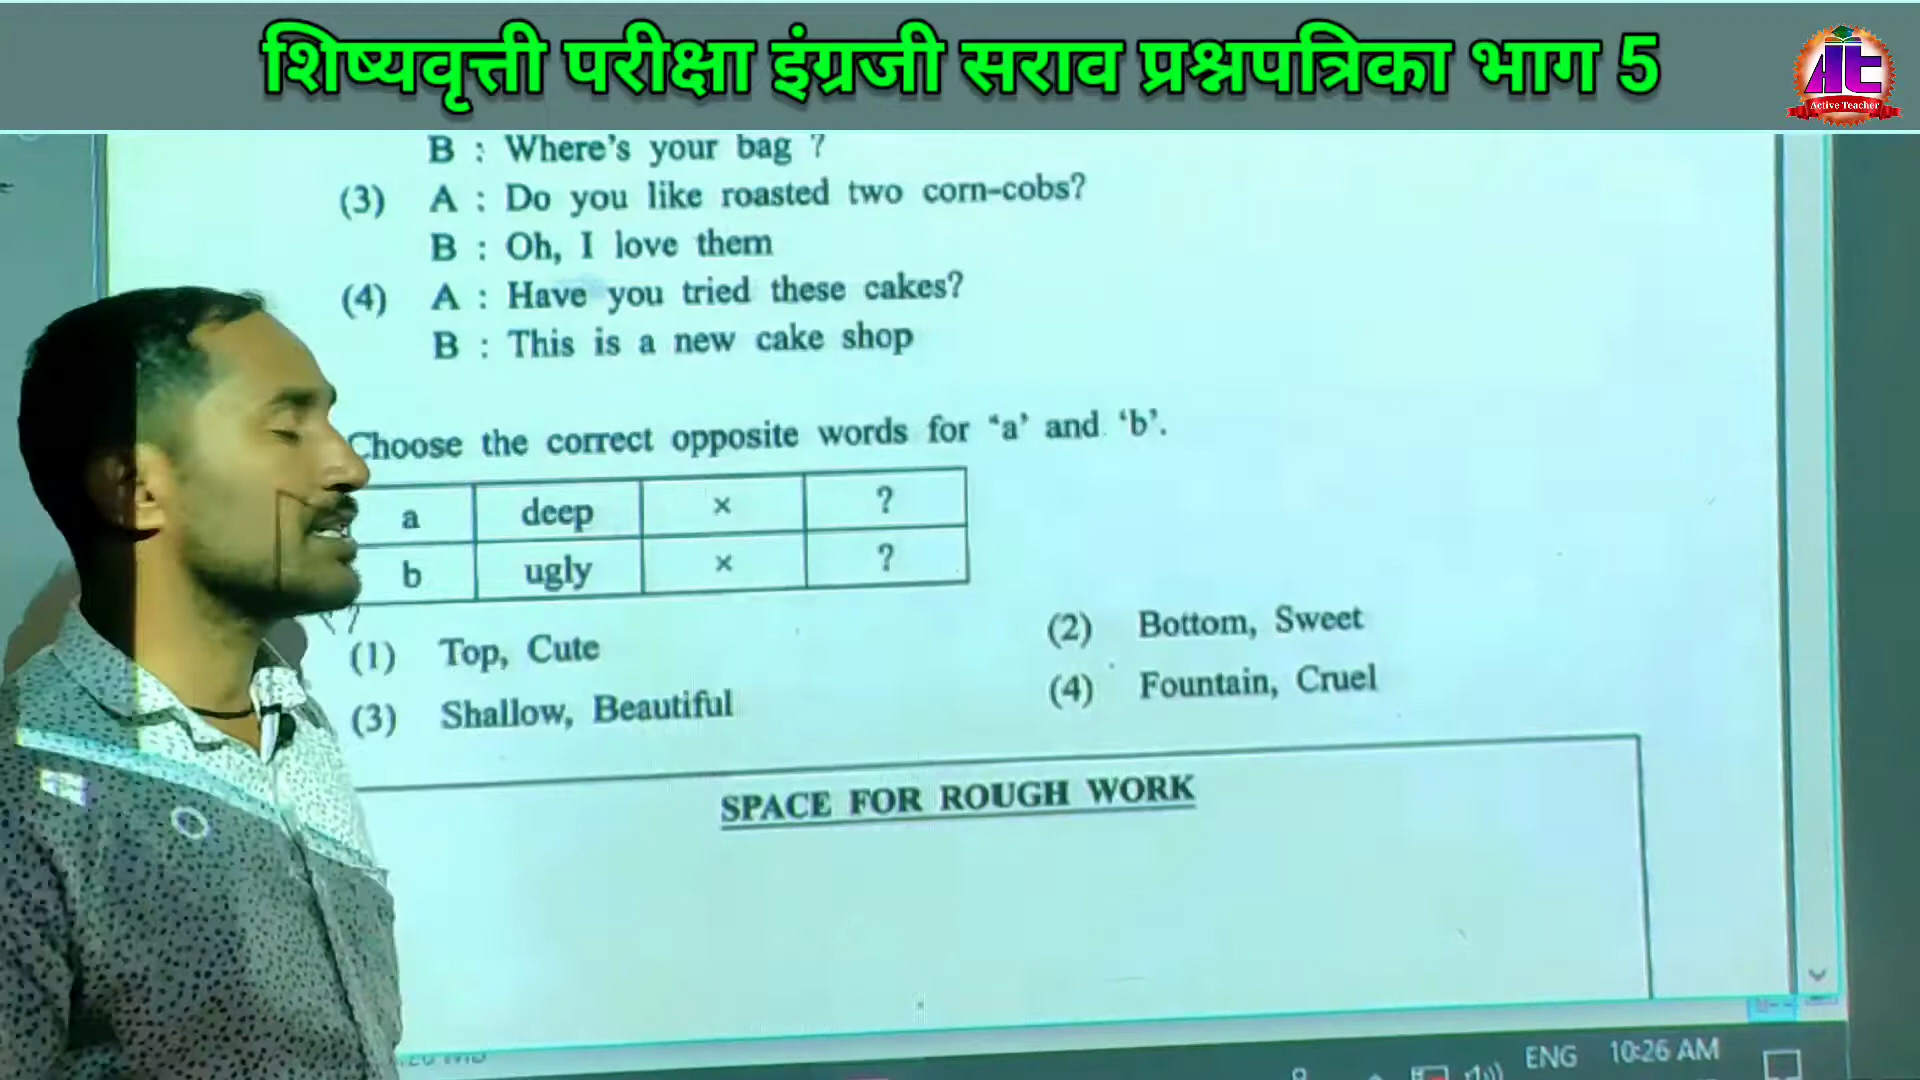 शिष्यवृत्ती परीक्षा इंग्रजी सराव प्रश्नपत्रिका भाग 5
AT
Active Teacher
B : Where's your bag ?
(3) A : Do you like roasted two corn-cobs?
B : Oh, I love them
(4) A : Have you tried these cakes?
B : This is a new cake shop
Choose the correct opposite words for 'a' and 'b'.
a deep × ?
b ugly × ?
(1) Top, Cute (2) Bottom, Sweet
(3) Shallow, Beautiful (4) Fountain, Cruel
SPACE FOR ROUGH WORK
ENG 10:26 AM